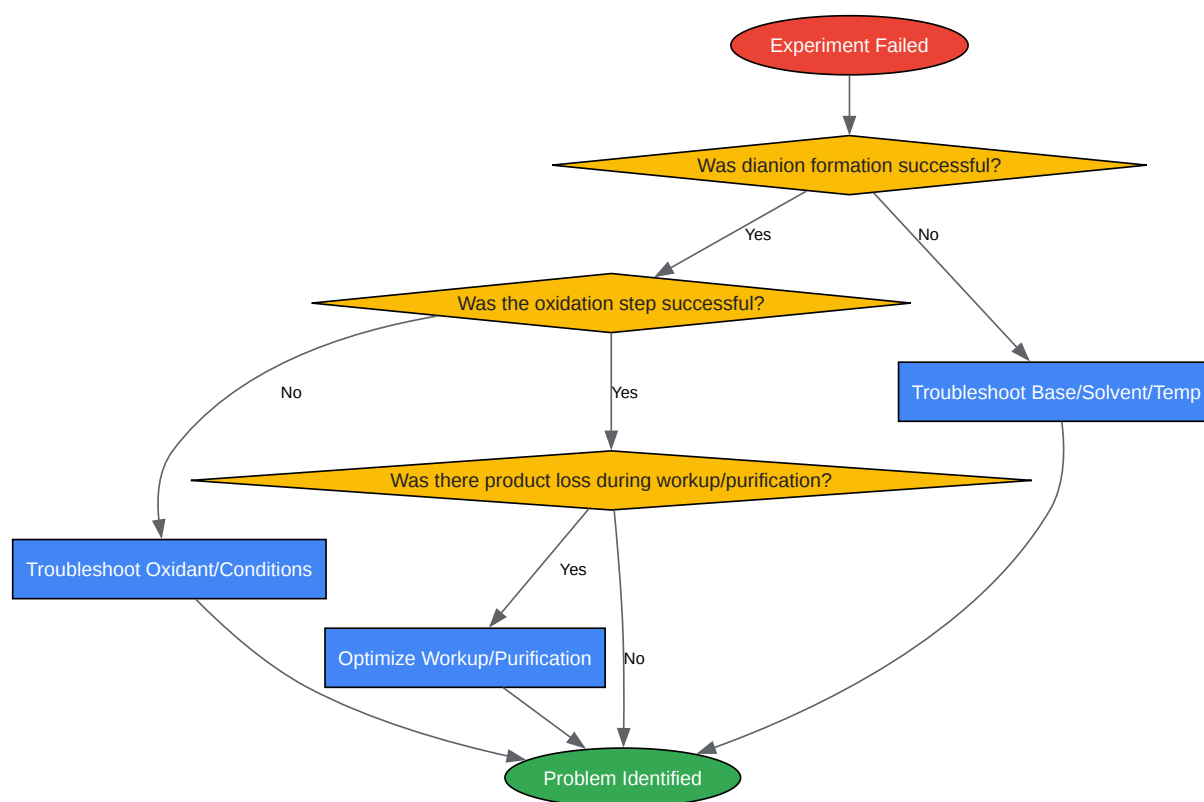 Experiment Failed
Was dianion formation successful?
Yes
No
Was the oxidation step successful?
Troubleshoot Base/Solvent/Temp
No
Yes
Was there product loss during workup/purification?
Troubleshoot Oxidant/Conditions
Yes
Optimize Workup/Purification
No
Problem Identified